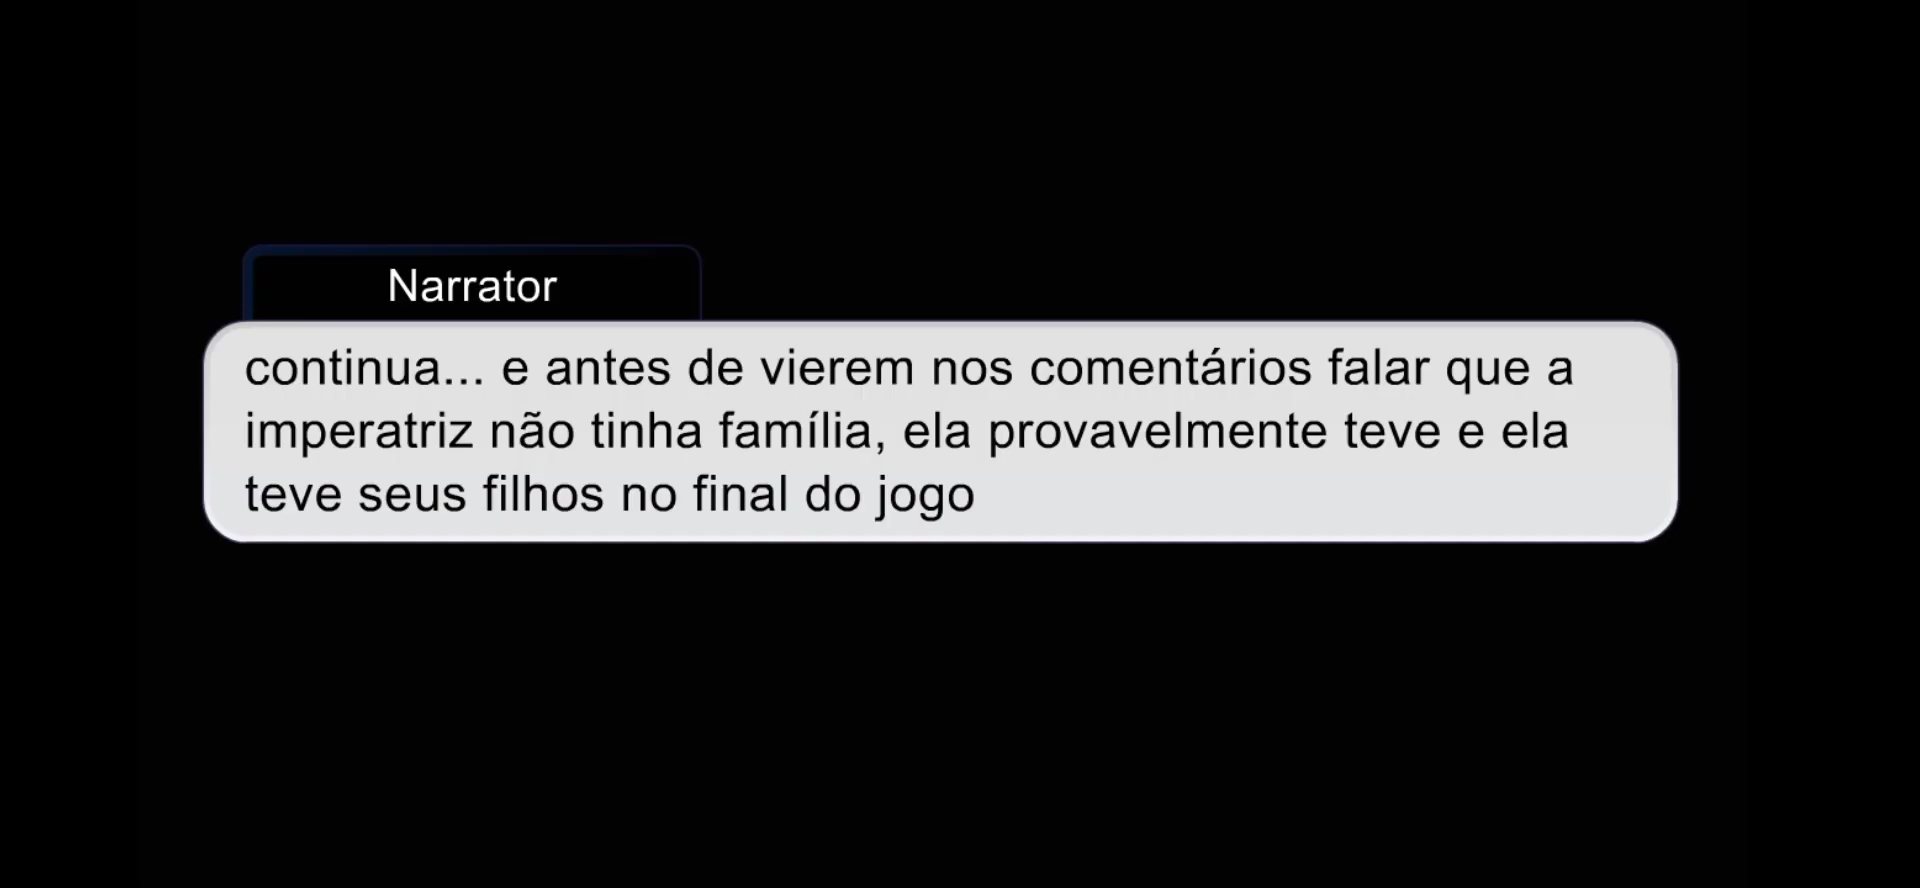 Narrator
continua... e antes de vierem nos comentários falar que a
imperatriz não tinha família, ela provavelmente teve e ela
teve seus filhos no final do jogo